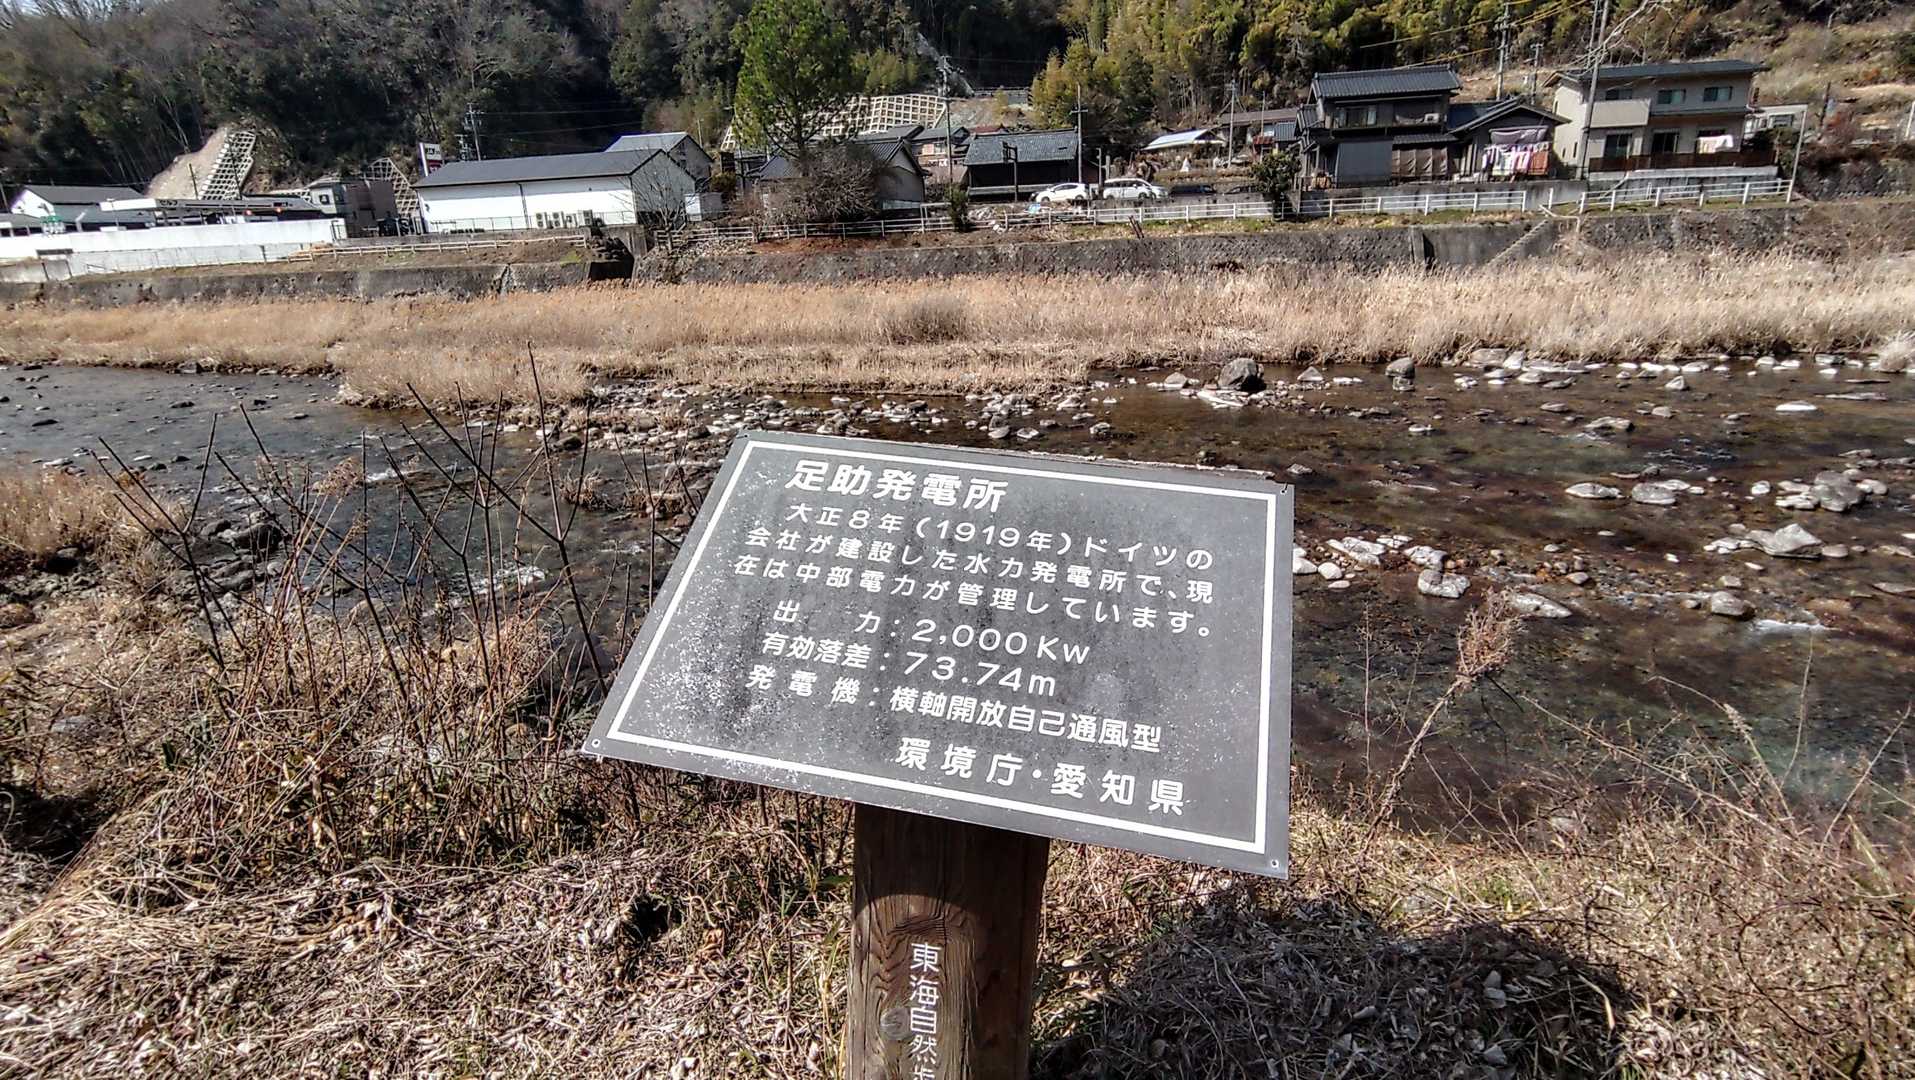 足助発電所
大正8年(1919年)ドイツの
会社が建設した水力発電所で、現
在は中部電力が管理しています。
出力:2,000Kw
有効落差:73.74m
発電機:横軸開放自己通風型
環境庁・愛知県
東海自然歩